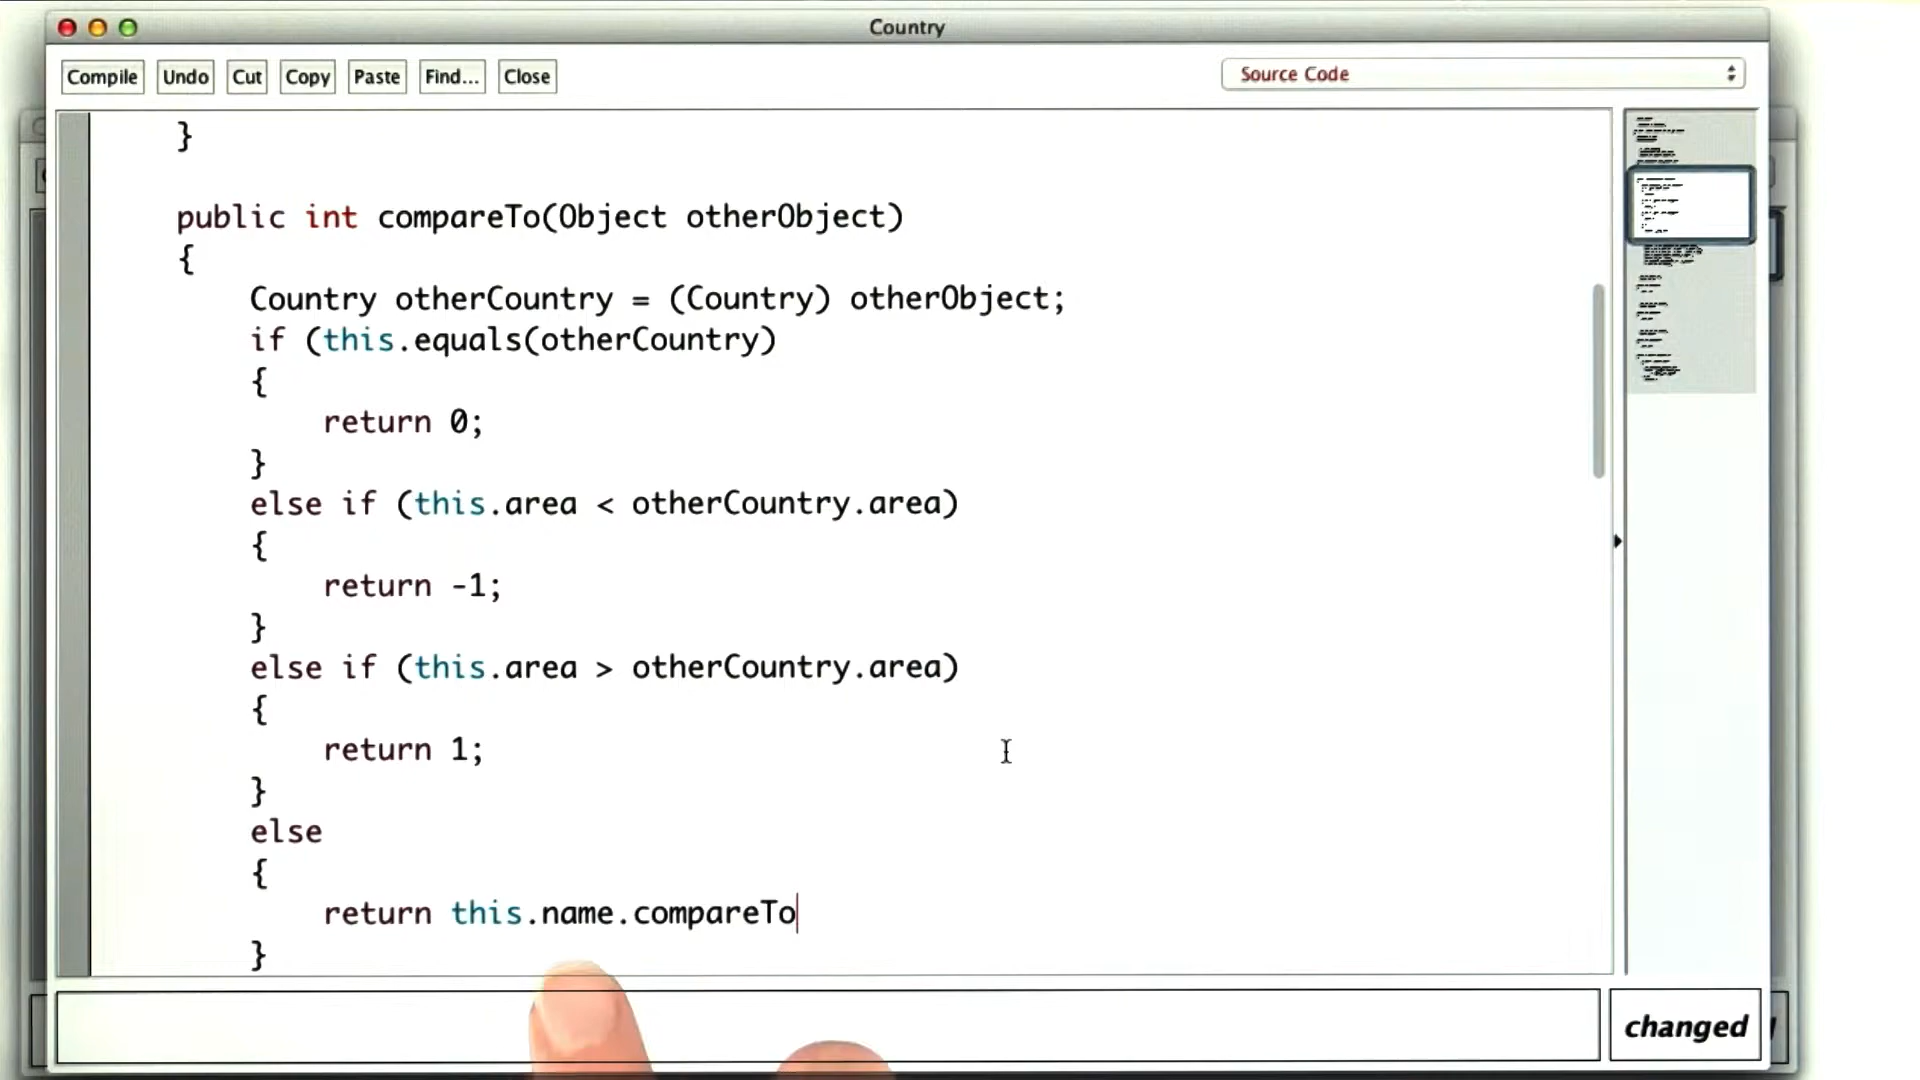 Country
Compile Undo Cut Copy Paste Find... Close Source Code
}
public int compareTo(Object otherObject)
{
Country otherCountry = (Country) otherObject;
if (this.equals(otherCountry)
{
return 0;
}
else if (this.area < otherCountry.area)
{
return -1;
}
else if (this.area > otherCountry.area)
{
return 1;
}
else
{
return this.name.compareTo
}
changed